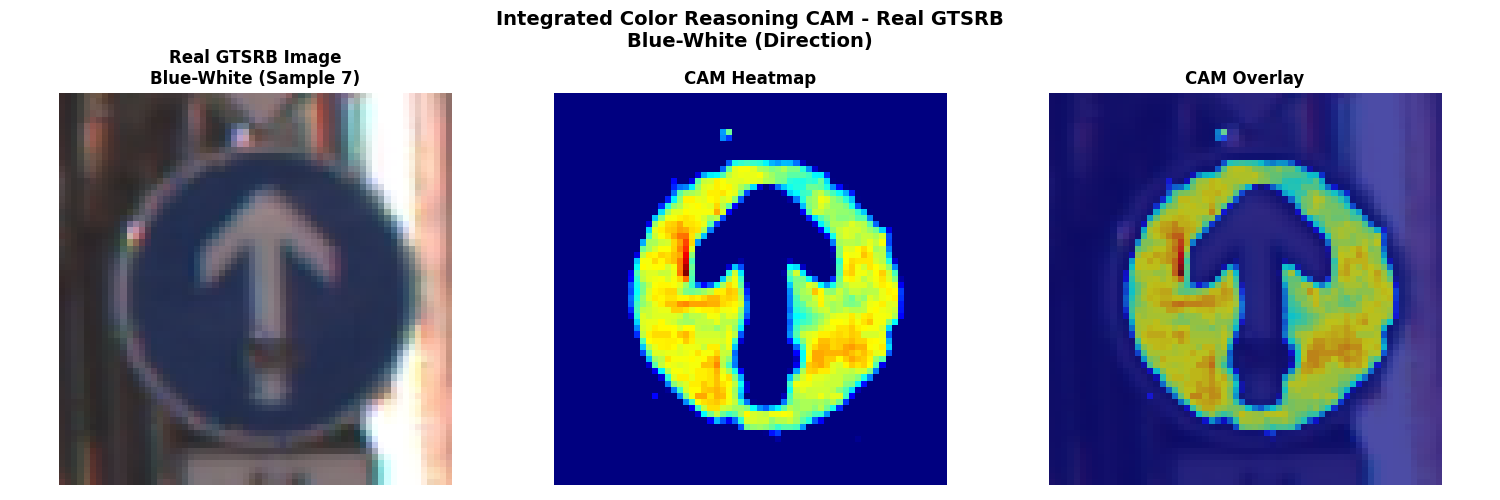 Integrated Color Reasoning CAM - Real GTSRB
Blue-White (Direction)
Real GTSRB Image
Blue-White (Sample 7)
CAM Heatmap
CAM Overlay